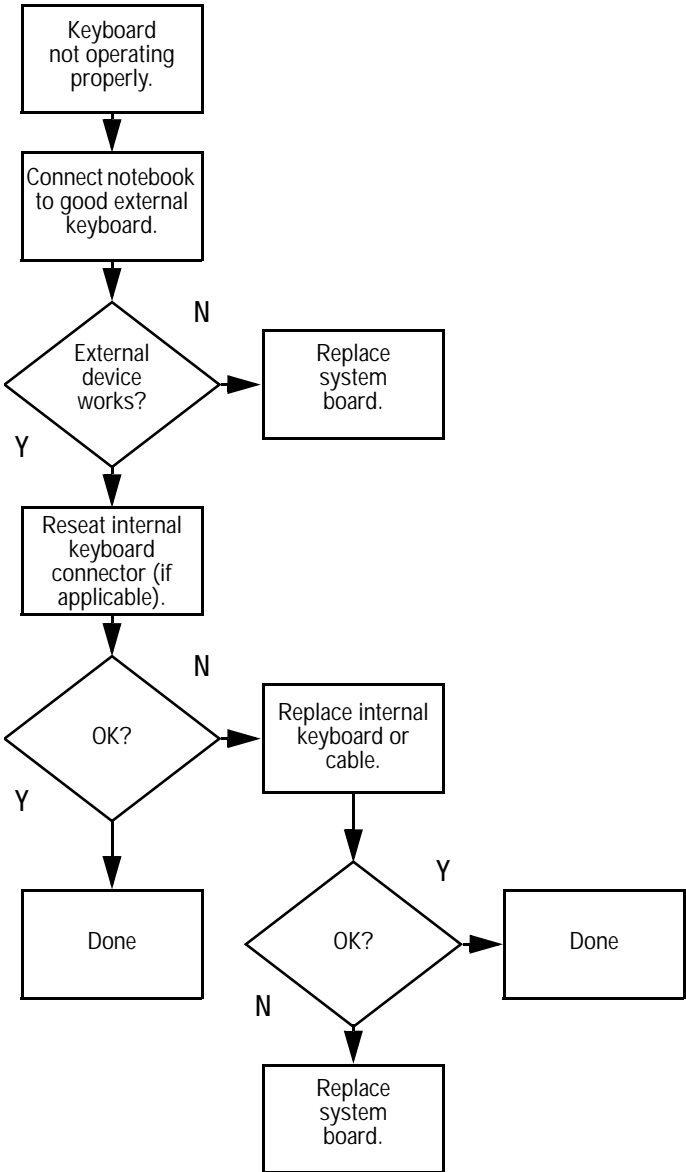 Keyboard
not operating
properly.
Connect notebook
to good external
keyboard.
N
External
device
works?
Replace
system
board.
Y
Reseat internal
keyboard
connector (if
applicable).
N
OK?
Replace internal
keyboard or
cable.
Y
Y
Done
OK?
Done
N
Replace
system
board.